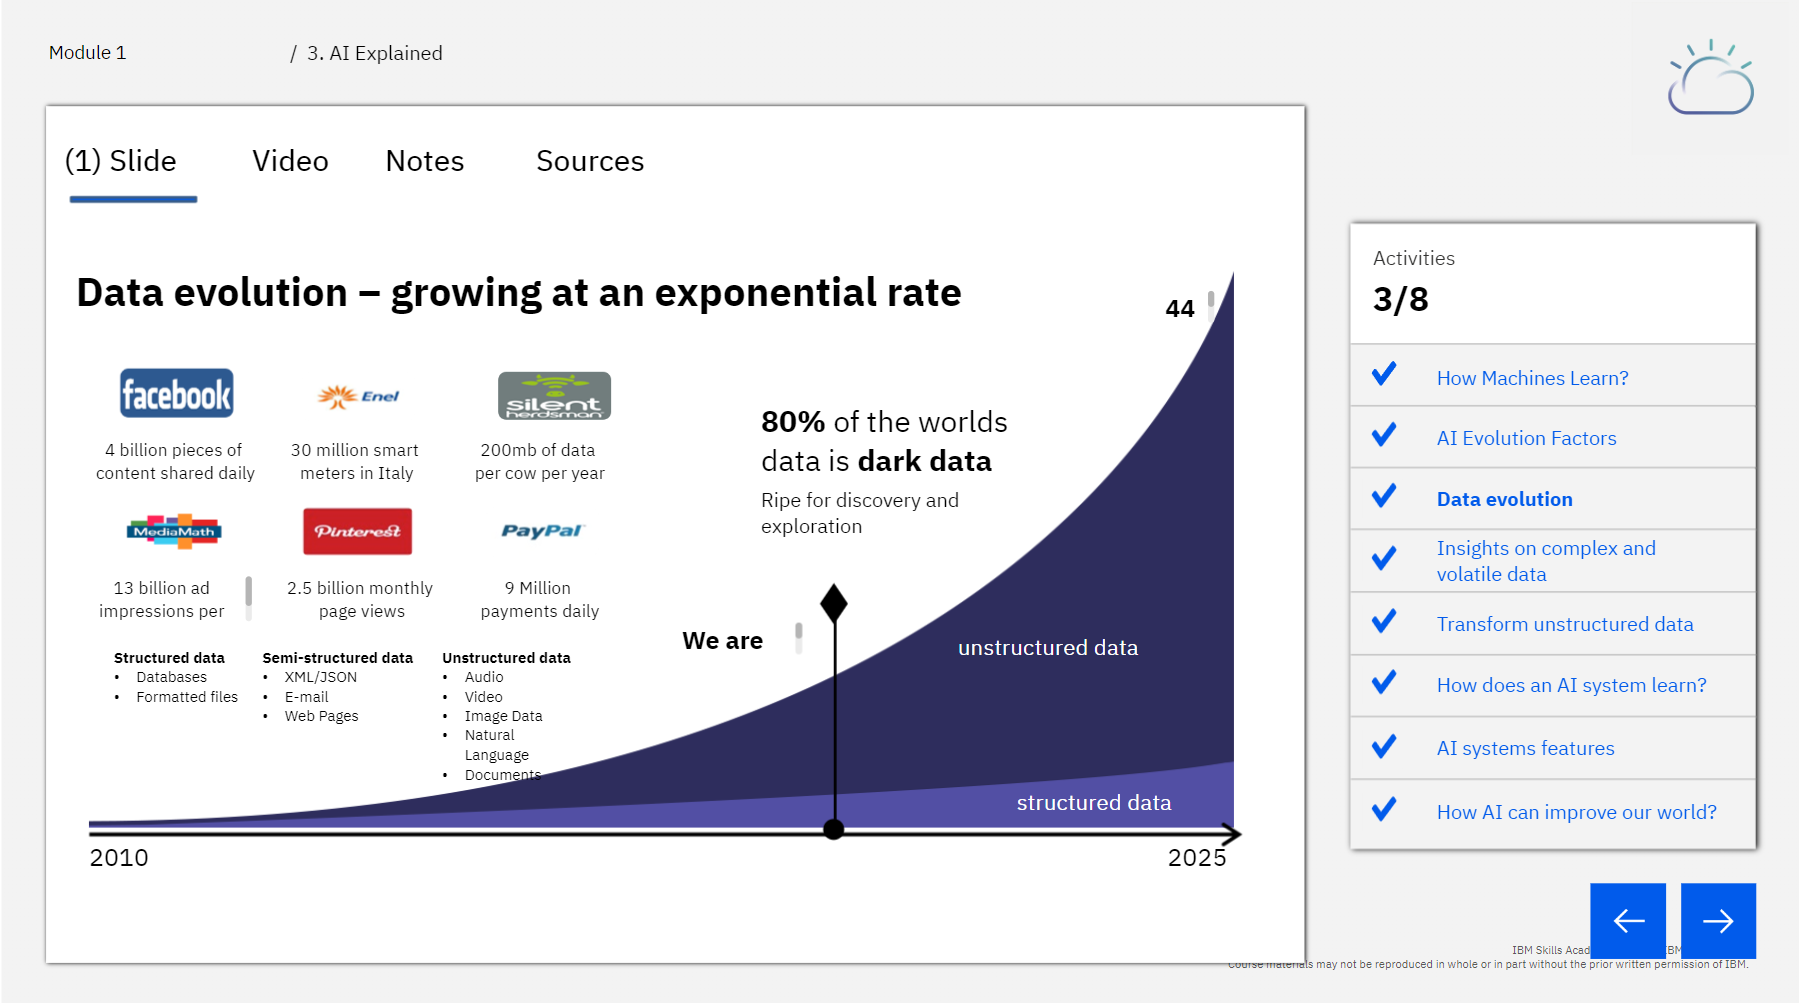 Module 1 / 3. AI Explained
(1) Slide Video Notes Sources
Data evolution – growing at an exponential rate
44
facebook
Enel
silent
herdsman
4 billion pieces of
content shared daily
30 million smart
meters in Italy
200mb of data
per cow per year
MediaMath
Pinterest
PayPal
13 billion ad
impressions per
2.5 billion monthly
page views
9 Million
payments daily
80% of the worlds
data is dark data
Ripe for discovery and
exploration
We are
Structured data
• Databases
• Formatted files
Semi-structured data
• XML/JSON
• E-mail
• Web Pages
Unstructured data
• Audio
• Video
• Image Data
• Natural
Language
• Documents
unstructured data
structured data
2010
2025
Activities
3/8
How Machines Learn?
AI Evolution Factors
Data evolution
Insights on complex and
volatile data
Transform unstructured data
How does an AI system learn?
AI systems features
How AI can improve our world?
IBM Skills Acad
Course materials may not be reproduced in whole or in part without the prior written permission of IBM.